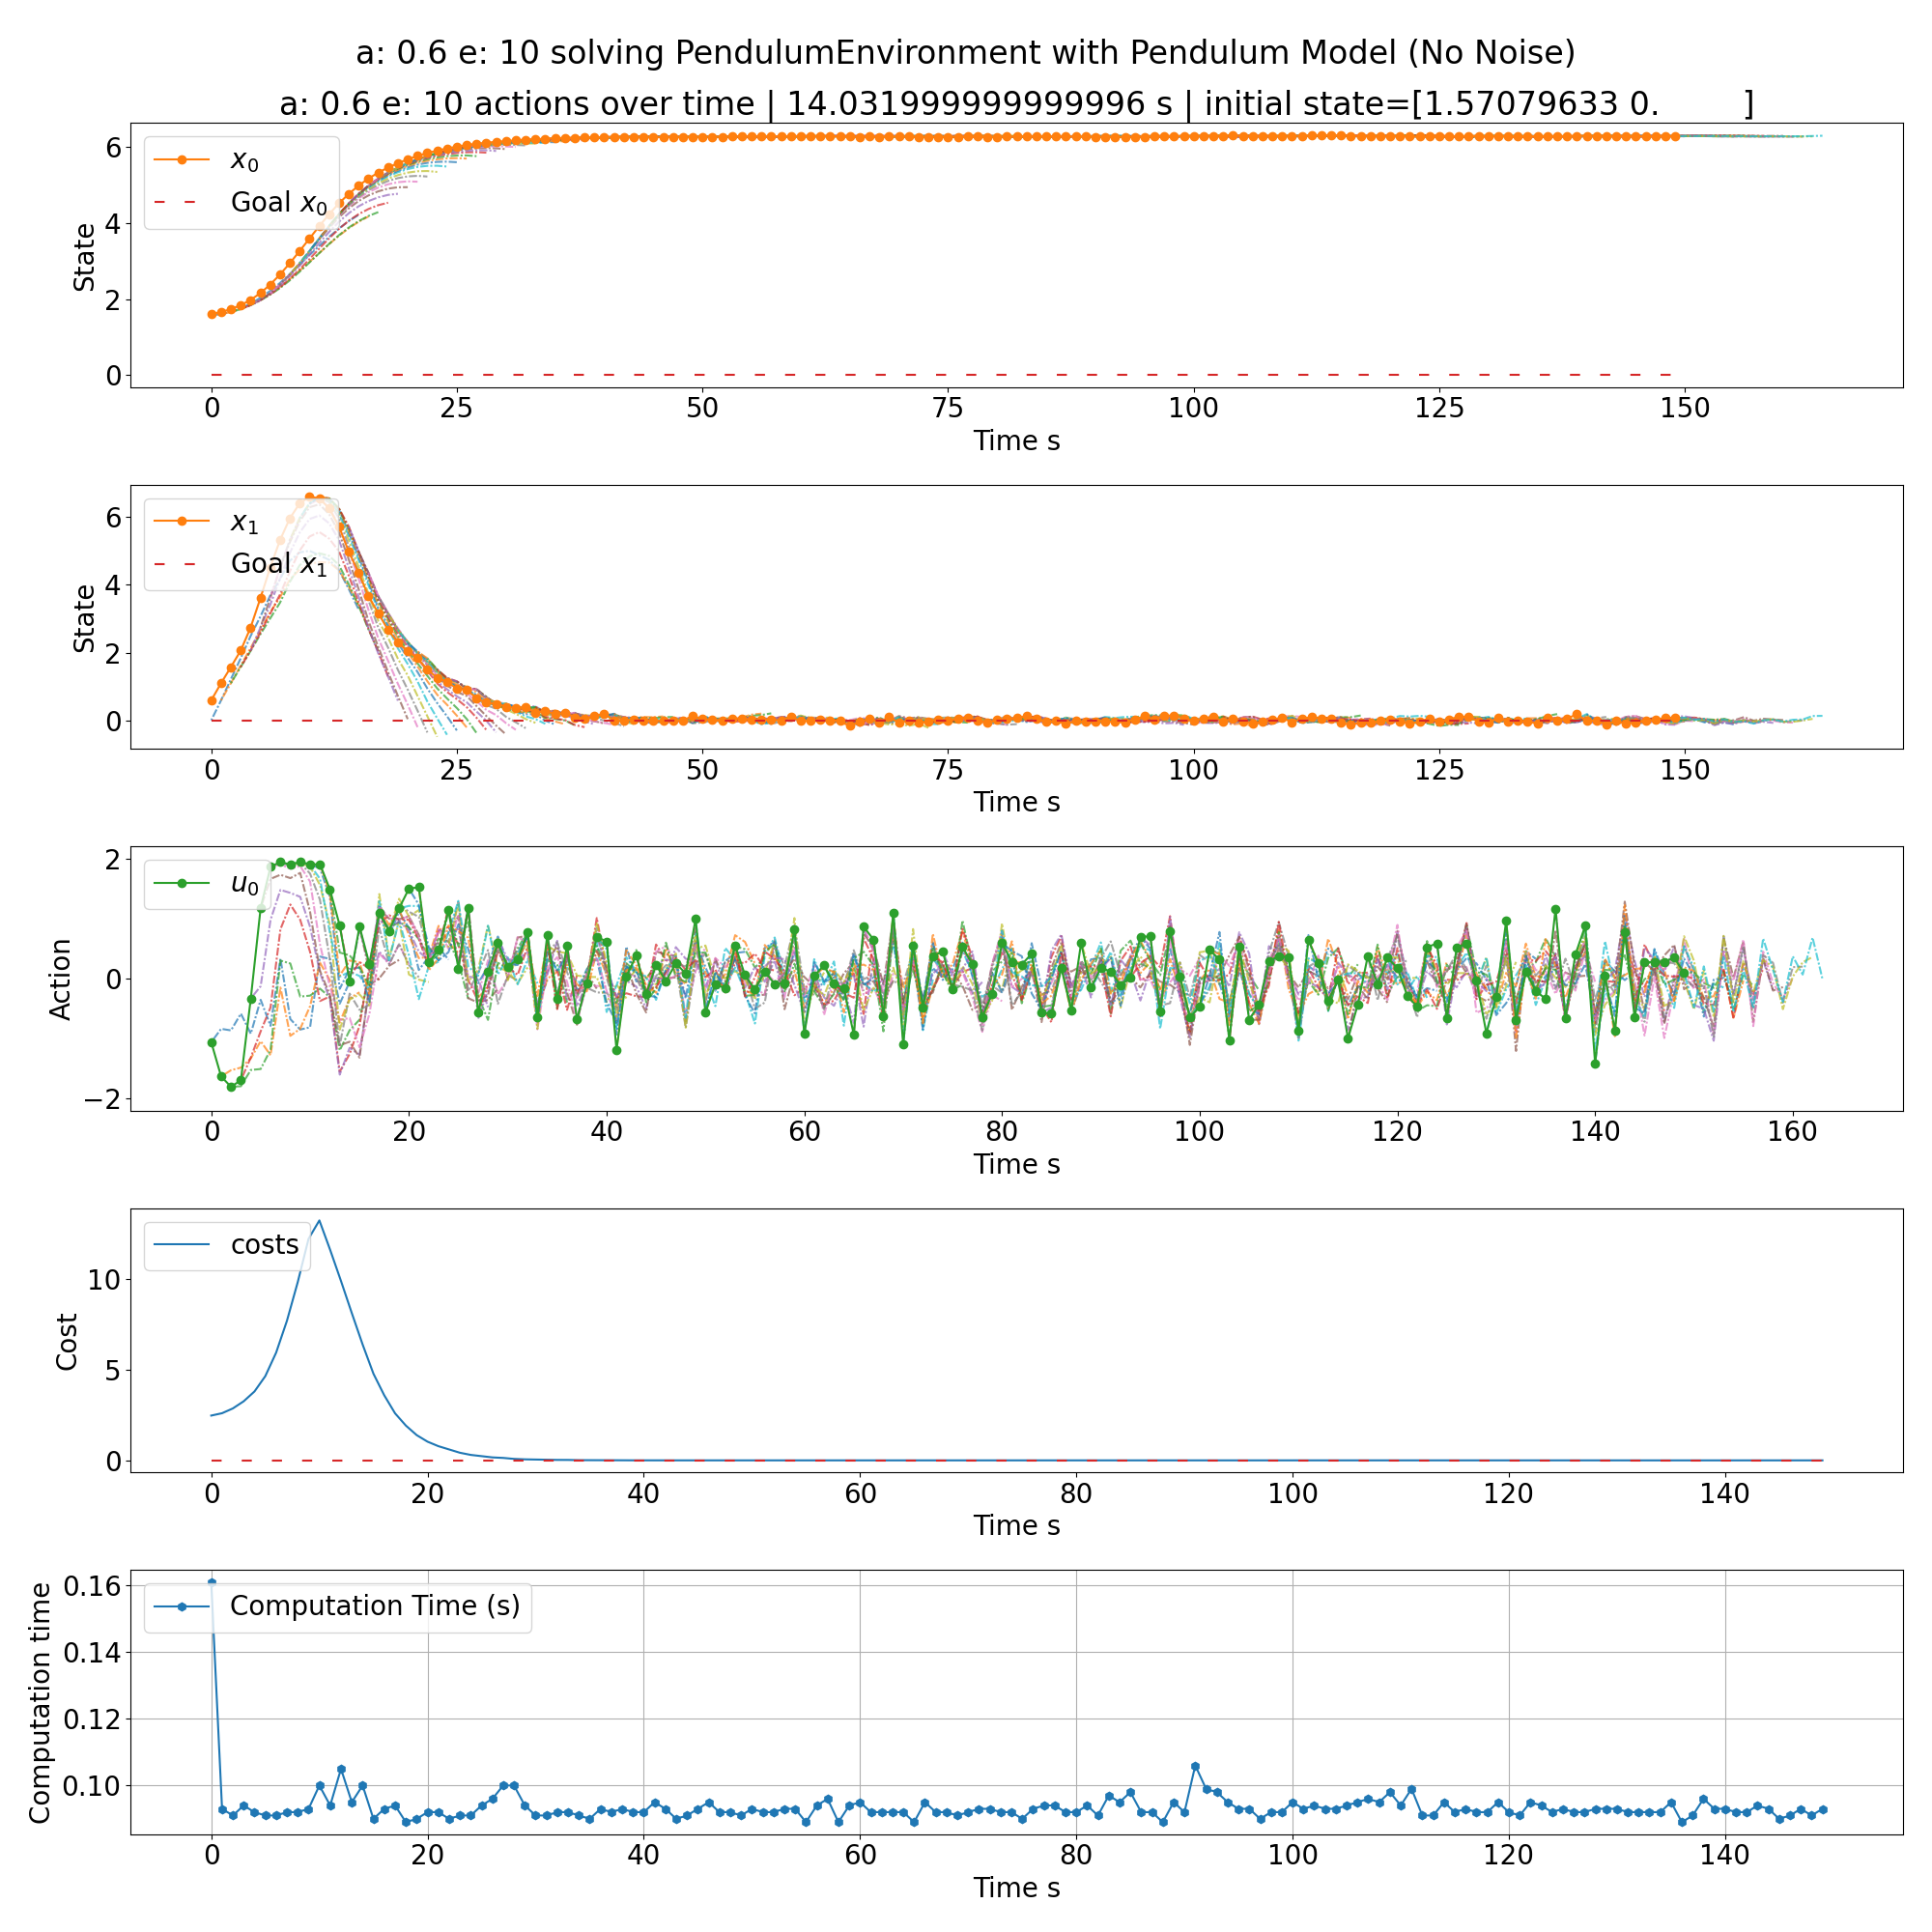 a: 0.6 e: 10 solving PendulumEnvironment with Pendulum Model (No Noise)
a: 0.6 e: 10 actions over time | 14.031999999999996 s | initial state=[1.57079633 0.         ]
State
6
4
2
0
x₀
Goal x₀
0 25 50 75 100 125 150
Time s
State
6
4
2
0
x₁
Goal x₁
0 25 50 75 100 125 150
Time s
Action
2
0
−2
u₀
0 20 40 60 80 100 120 140 160
Time s
Cost
10
5
0
costs
0 20 40 60 80 100 120 140
Time s
Computation time
0.16
0.14
0.12
0.10
Computation Time (s)
0 20 40 60 80 100 120 140
Time s